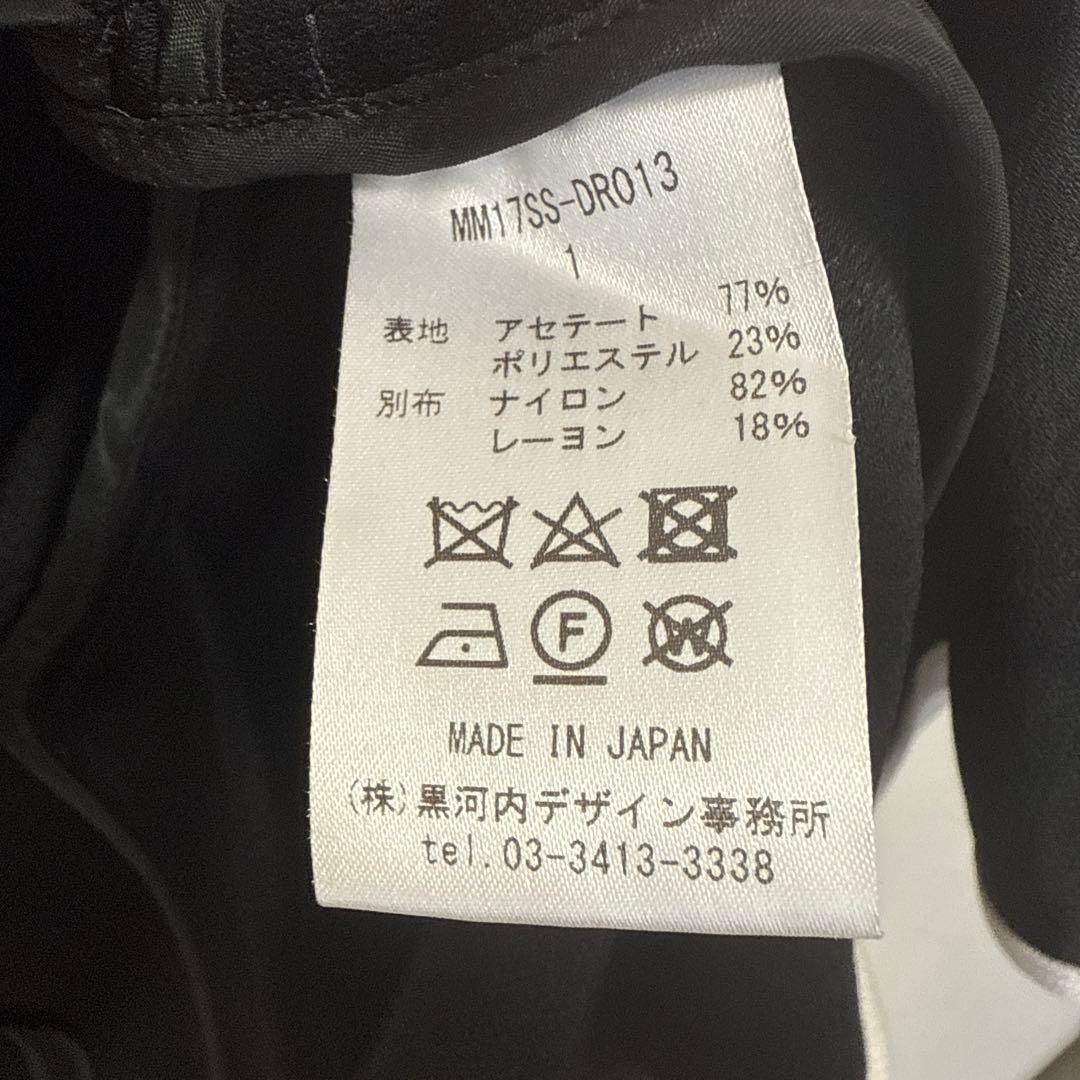 MM17SS-DR013
1
表地 アセテート 77%
ポリエステル 23%
別布 ナイロン 82%
レーヨン 18%
F
W
MADE IN JAPAN
(株)黒河内デザイン事務所
tel.03-3413-3338